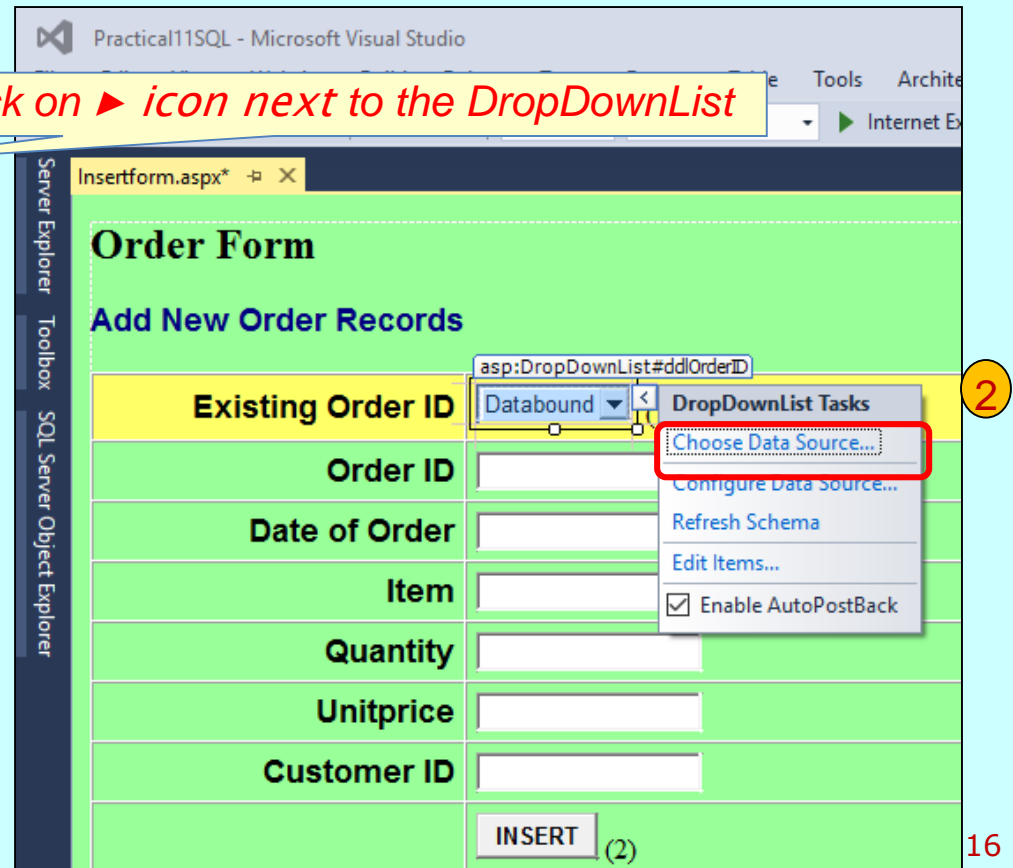 Practical11SQL - Microsoft Visual Studio
Tools Archite
ck on ► icon next to the DropDownList
Internet Ex
Server Explorer
Toolbox
SQL Server Object Explorer
Insertform.aspx*
Order Form
Add New Order Records
asp:DropDownList#ddlOrderID
Existing Order ID
Databound
DropDownList Tasks
2
Choose Data Source...
Configure Data Source...
Refresh Schema
Edit Items...
Enable AutoPostBack
Order ID
Date of Order
Item
Quantity
Unitprice
Customer ID
INSERT (2)
16